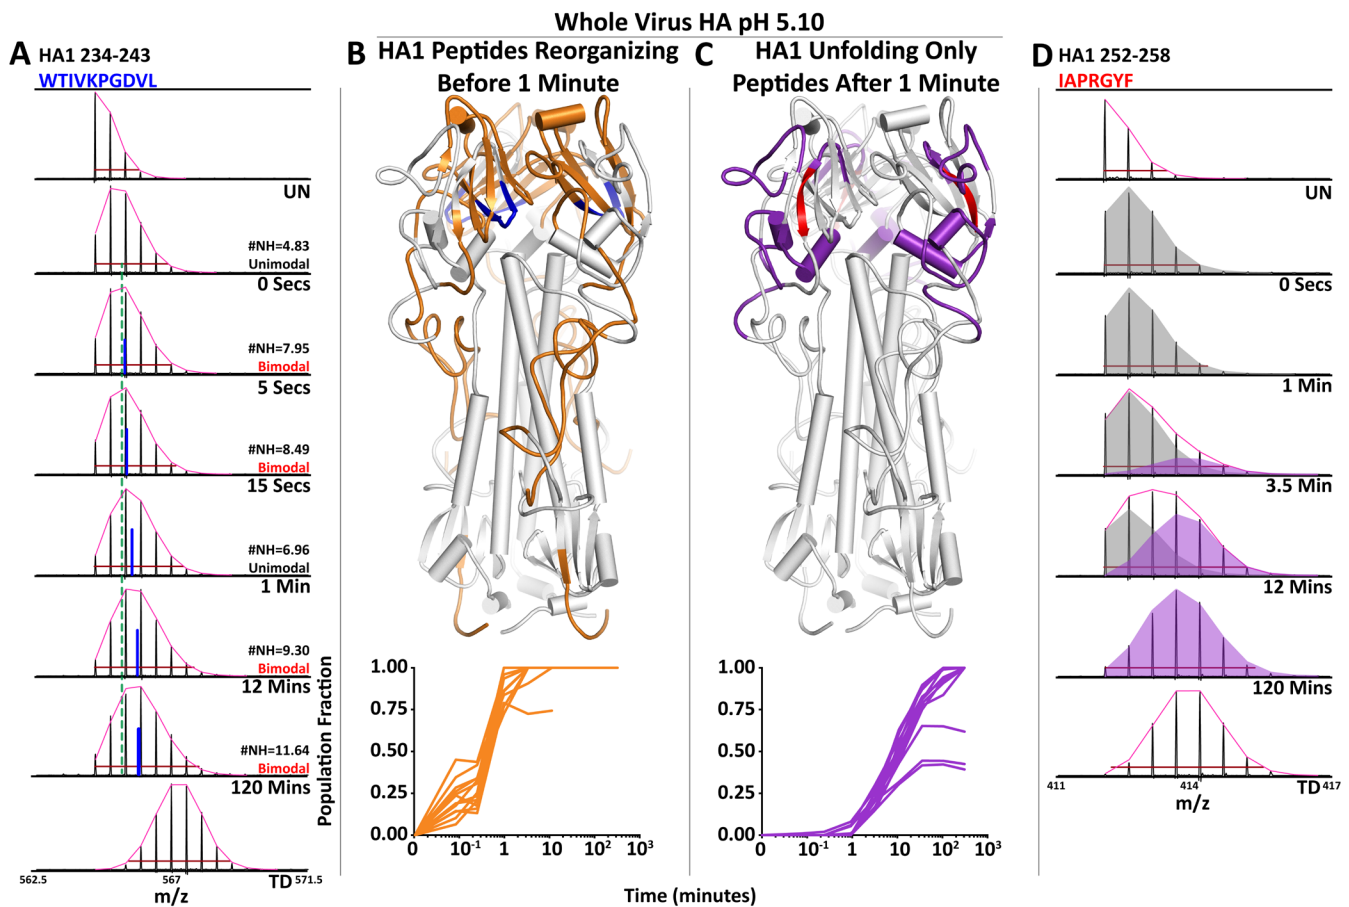 Whole Virus HA pH 5.10
A
HA1 234-243
WTIVKPGDVL
UN
#NH=4.83
Unimodal
0 Secs
#NH=7.95
Bimodal
5 Secs
#NH=8.49
Bimodal
15 Secs
#NH=6.96
Unimodal
1 Min
#NH=9.30
Bimodal
12 Mins
#NH=11.64
Bimodal
120 Mins
TD
562.5
567
571.5
m/z
B
HA1 Peptides Reorganizing
Before 1 Minute
Population Fraction
1.00
0.75
0.50
0.25
0.00
0
10-1
1
10
102
103
C
HA1 Unfolding Only
Peptides After 1 Minute
1.00
0.75
0.50
0.25
0.00
0
10-1
1
10
102
103
Time (minutes)
D
HA1 252-258
IAPRGYF
UN
0 Secs
1 Min
3.5 Min
12 Mins
120 Mins
TD
411
414
417
m/z